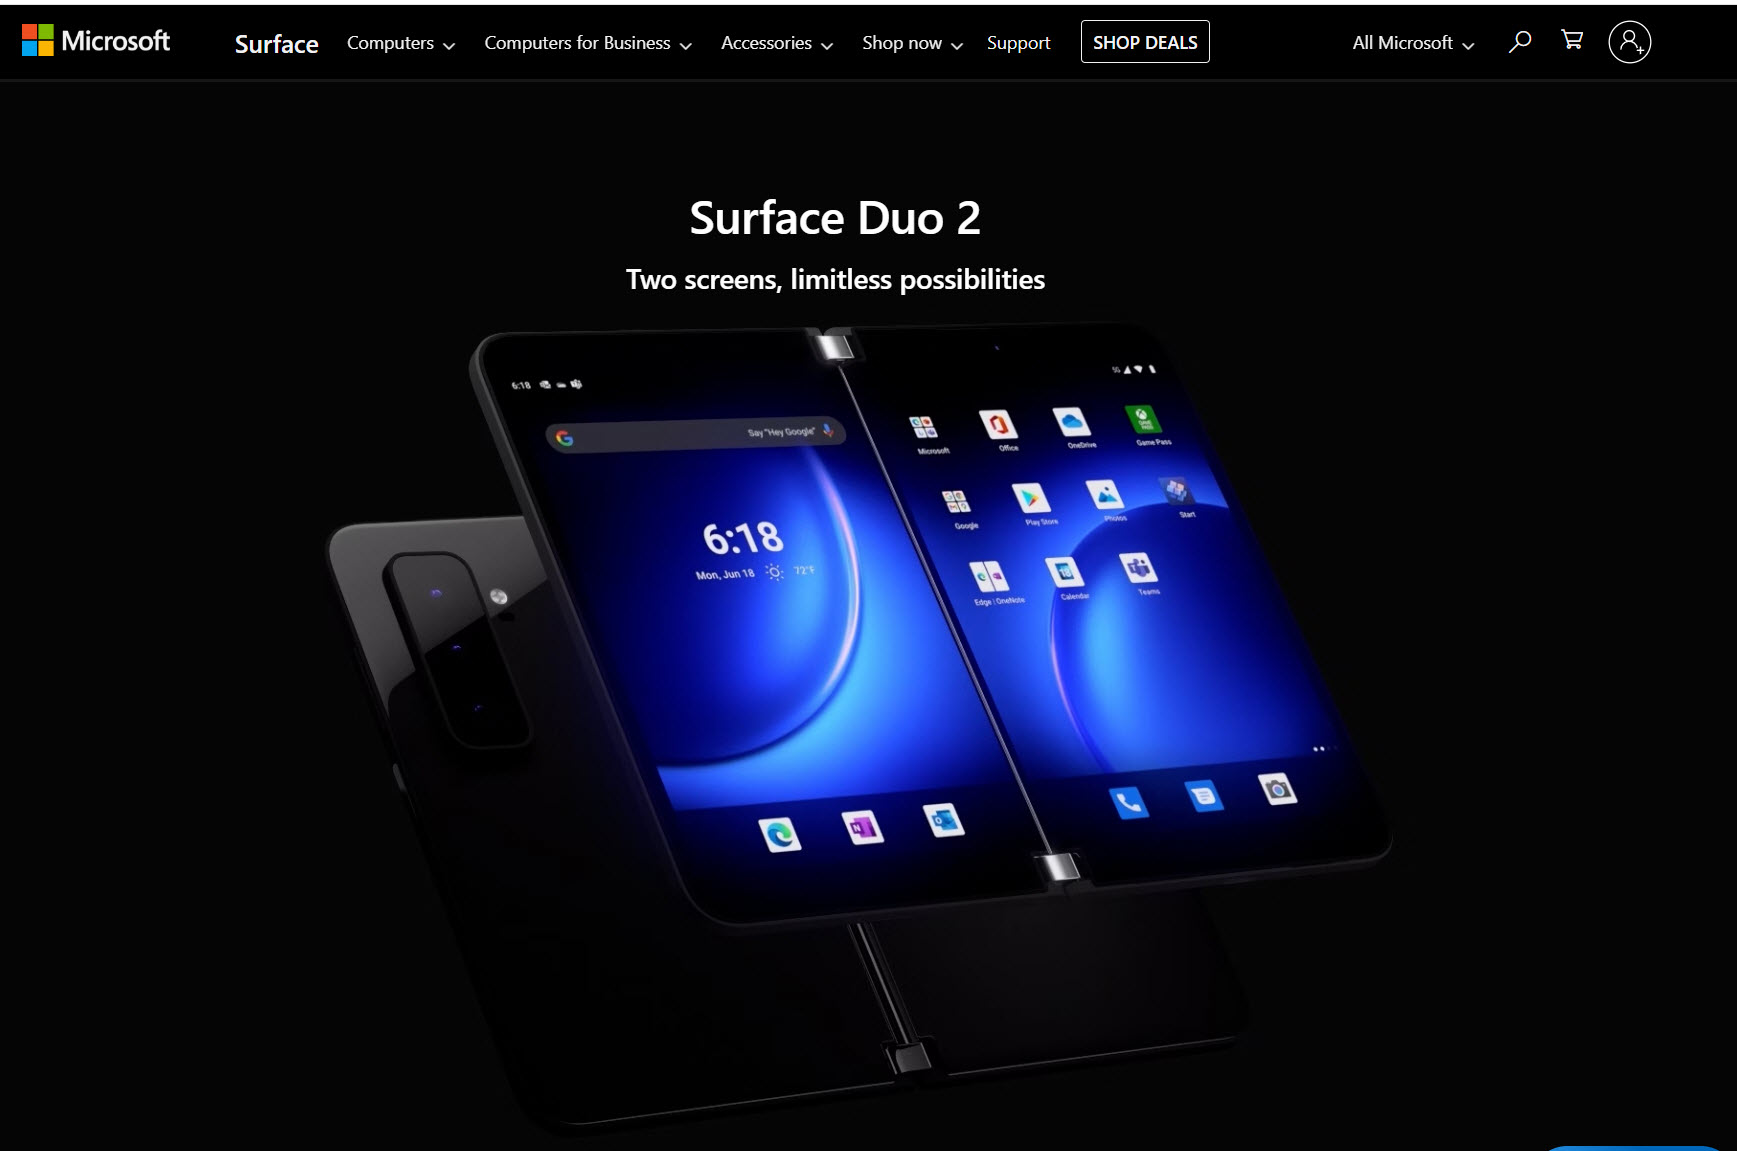 Microsoft
Surface Computers Computers for Business Accessories Shop now Support SHOP DEALS All Microsoft
Surface Duo 2
Two screens, limitless possibilities
6:18
5G
Say "Hey Google"
Microsoft Office OneDrive Game Pass
Google Play Store Photos Start
6:18
Mon, Jun 18 72°F
Edge | OneNote Calendar Teams